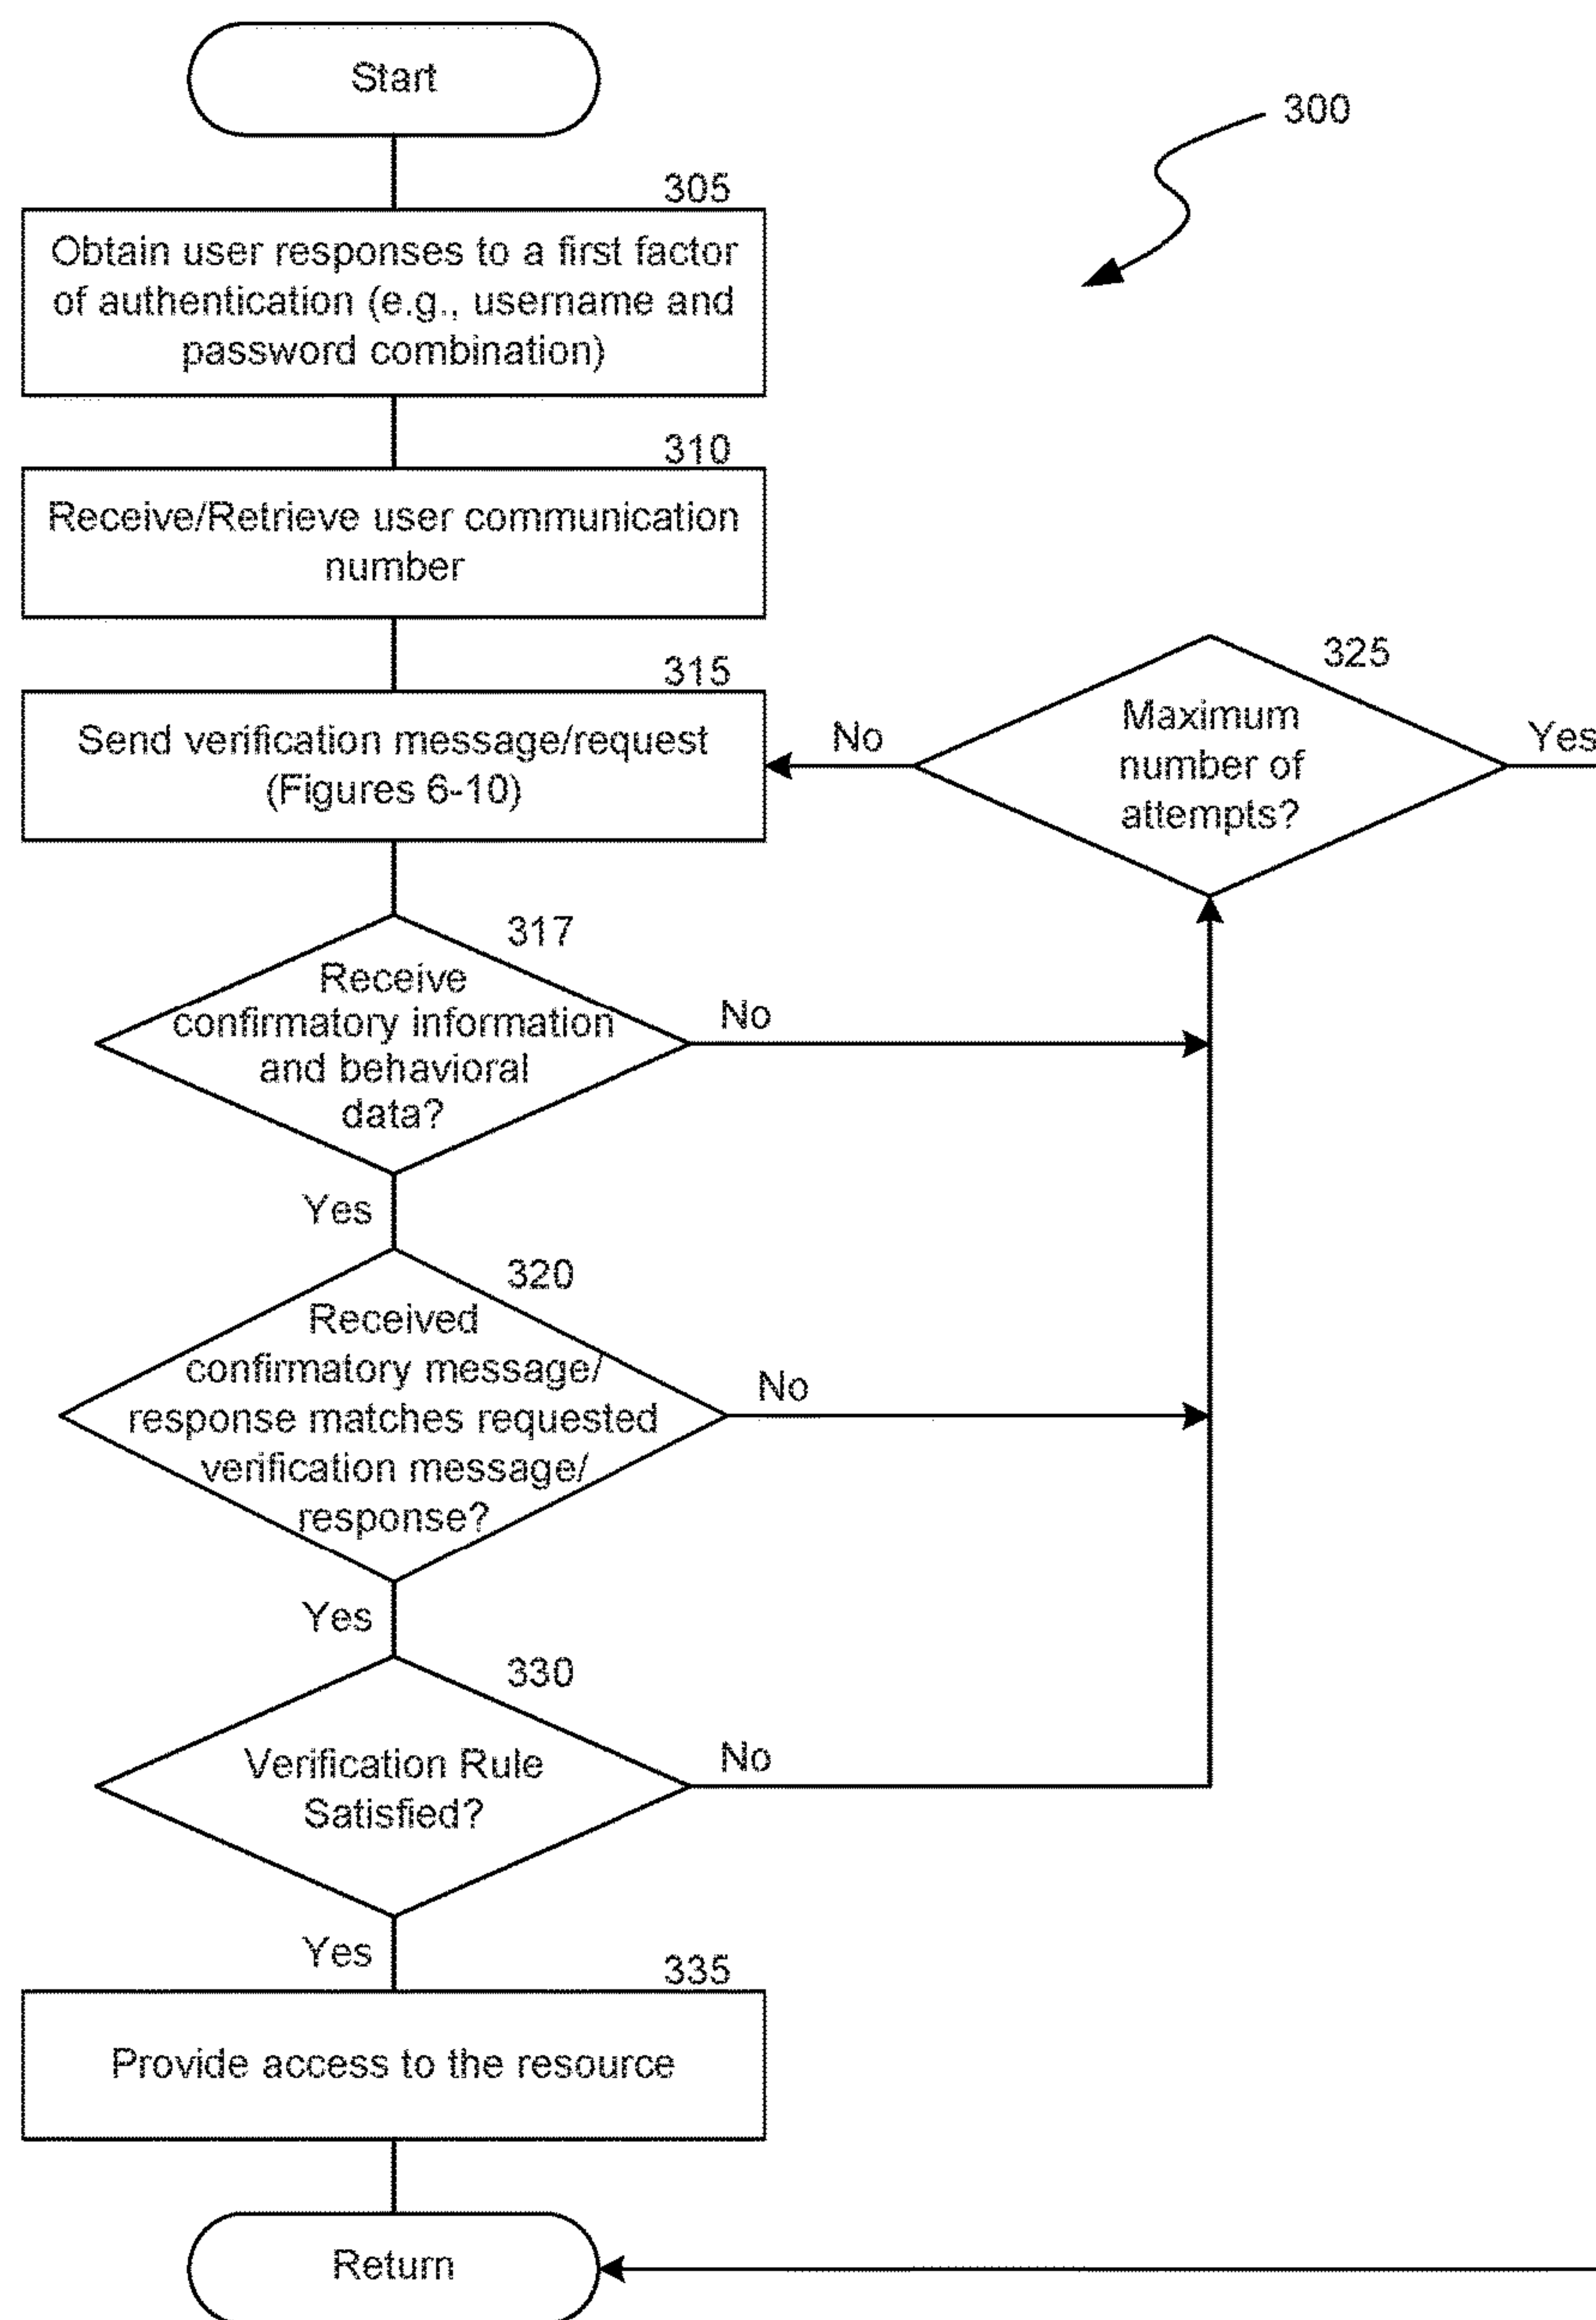 Start
300
305
Obtain user responses to a first factor
of authentication (e.g., username and
password combination)
310
Receive/Retrieve user communication
number
315
Send verification message/request
(Figures 6-10)
No
325
Maximum
number of
attempts?
Yes
317
Receive
confirmatory information
and behavioral
data?
No
Yes
320
Received
confirmatory message/
response matches requested
verification message/
response?
No
Yes
330
Verification Rule
Satisfied?
No
Yes
335
Provide access to the resource
Return